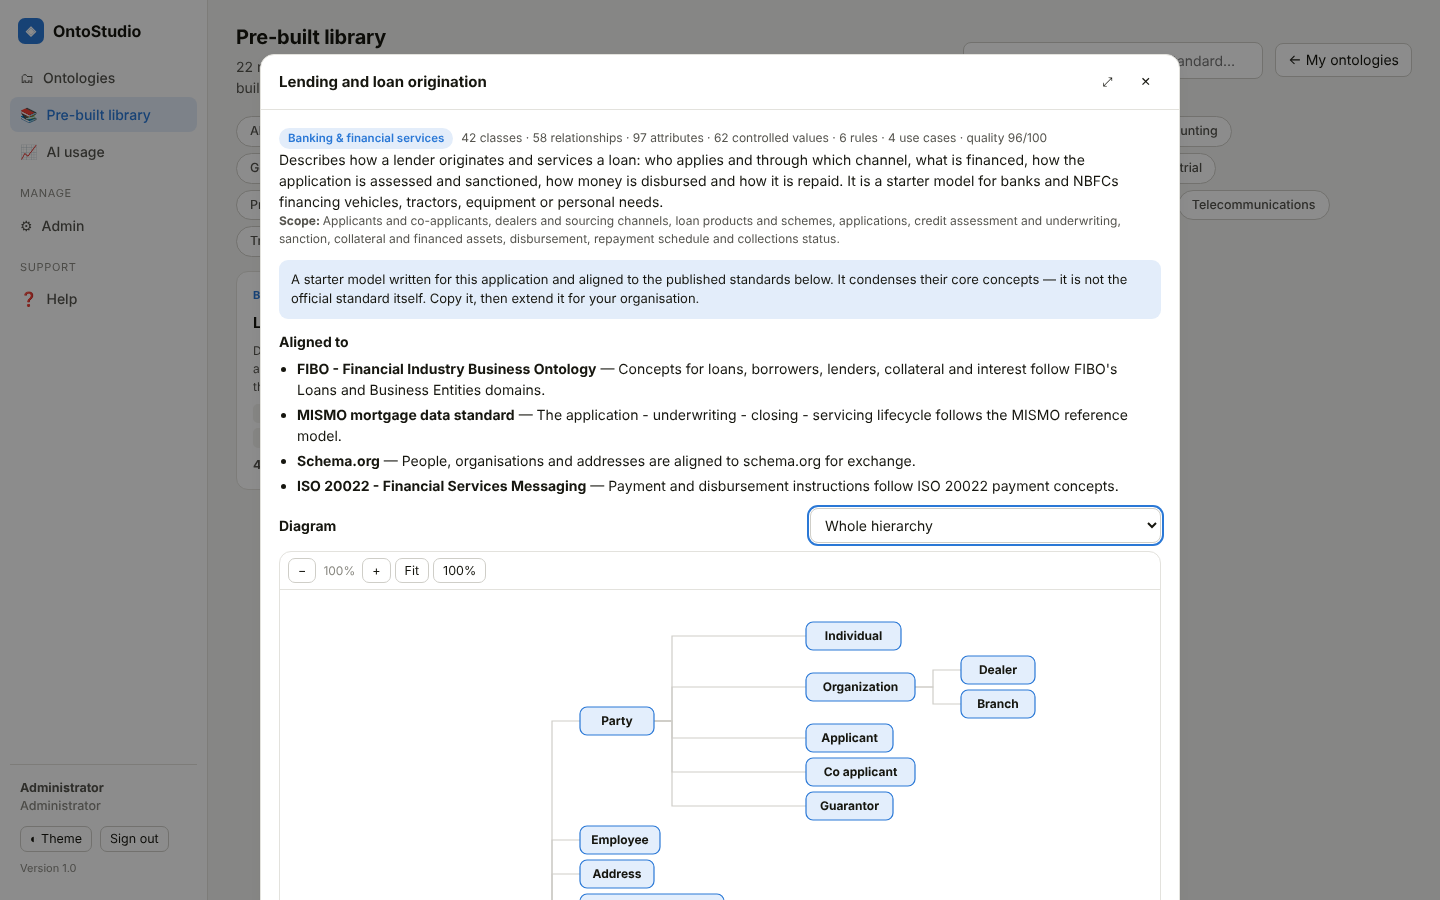 OntoStudio
Ontologies
Pre-built library
AI usage
MANAGE
Admin
SUPPORT
Help
Administrator
Administrator
Theme
Sign out
Version 1.0
Pre-built library
22
← My ontologies
Telecommunications
Lending and loan origination
Banking & financial services
42 classes · 58 relationships · 97 attributes · 62 controlled values · 6 rules · 4 use cases · quality 96/100
Describes how a lender originates and services a loan: who applies and through which channel, what is financed, how the
application is assessed and sanctioned, how money is disbursed and how it is repaid. It is a starter model for banks and NBFCs
financing vehicles, tractors, equipment or personal needs.
Scope: Applicants and co-applicants, dealers and sourcing channels, loan products and schemes, applications, credit assessment and underwriting,
sanction, collateral and financed assets, disbursement, repayment schedule and collections status.
A starter model written for this application and aligned to the published standards below. It condenses their core concepts — it is not the
official standard itself. Copy it, then extend it for your organisation.
Aligned to
• FIBO - Financial Industry Business Ontology — Concepts for loans, borrowers, lenders, collateral and interest follow FIBO's
Loans and Business Entities domains.
• MISMO mortgage data standard — The application - underwriting - closing - servicing lifecycle follows the MISMO reference
model.
• Schema.org — People, organisations and addresses are aligned to schema.org for exchange.
• ISO 20022 - Financial Services Messaging — Payment and disbursement instructions follow ISO 20022 payment concepts.
Diagram
Whole hierarchy
− 100% + Fit 100%
Individual
Dealer
Organization
Branch
Party
Applicant
Co applicant
Guarantor
Employee
Address